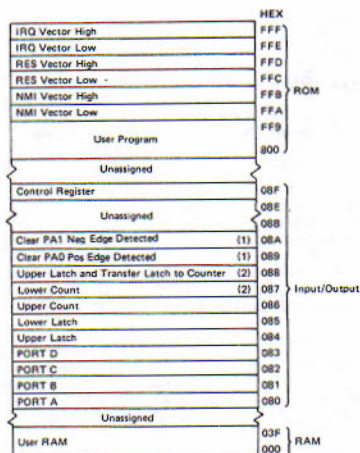 HEX
IRQ Vector High FFF
IRQ Vector Low FFE
RES Vector High FFD
RES Vector Low - FFC
NMI Vector High FFB
NMI Vector Low FFA
FF9
User Program
800
ROM
Unassigned
Control Register 08F
08E
Unassigned
08B
Clear PA1 Neg Edge Detected (1) 08A
Clear PA0 Pos Edge Detected (1) 089
Upper Latch and Transfer Latch to Counter (2) 088
Lower Count (2) 087
Input/Output
Upper Count 086
Lower Latch 085
Upper Latch 084
PORT D 083
PORT C 082
PORT B 081
PORT A 080
Unassigned
03F
User RAM
000
RAM